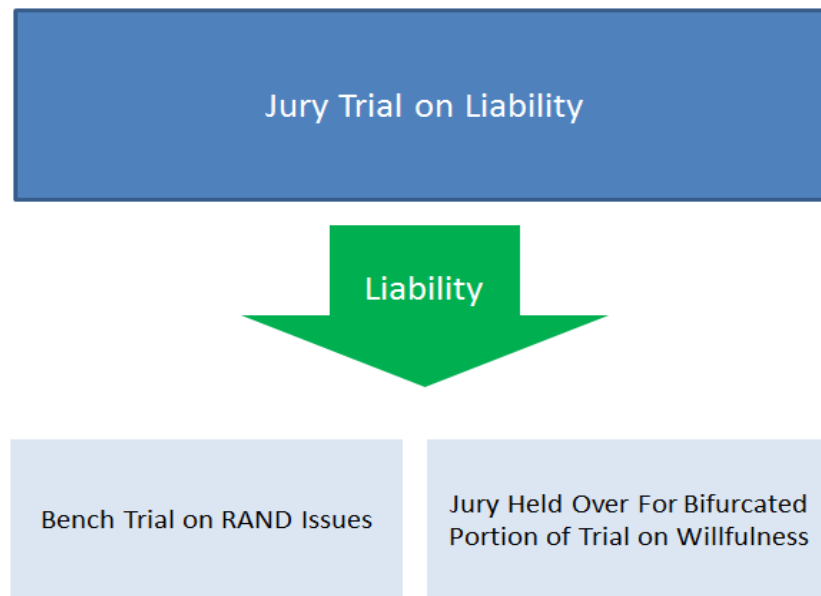 Jury Trial on Liability
Liability
Bench Trial on RAND Issues
Jury Held Over For Bifurcated
Portion of Trial on Willfulness